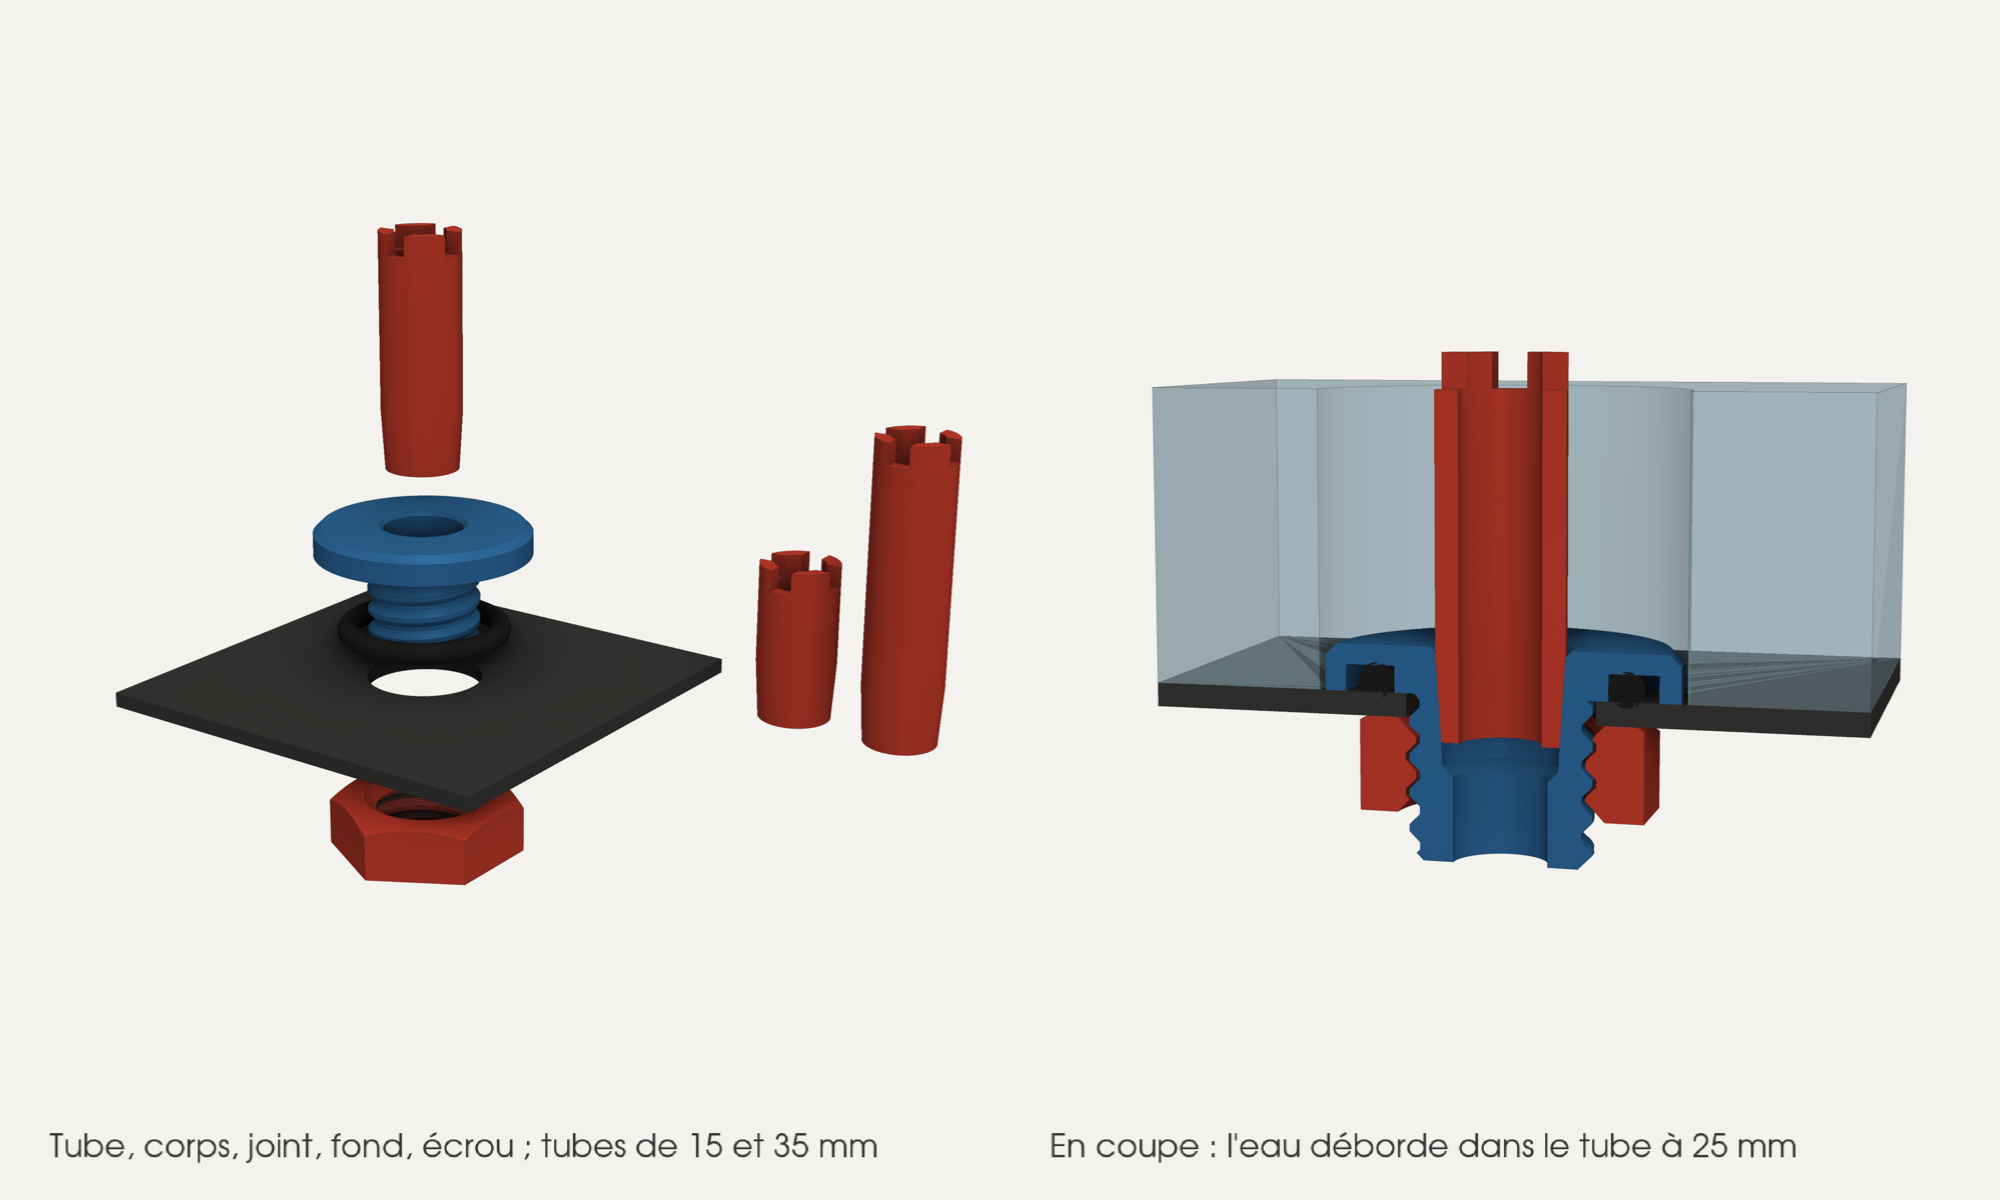 Tube, corps, joint, fond, écrou ; tubes de 15 et 35 mm
En coupe : l'eau déborde dans le tube à 25 mm